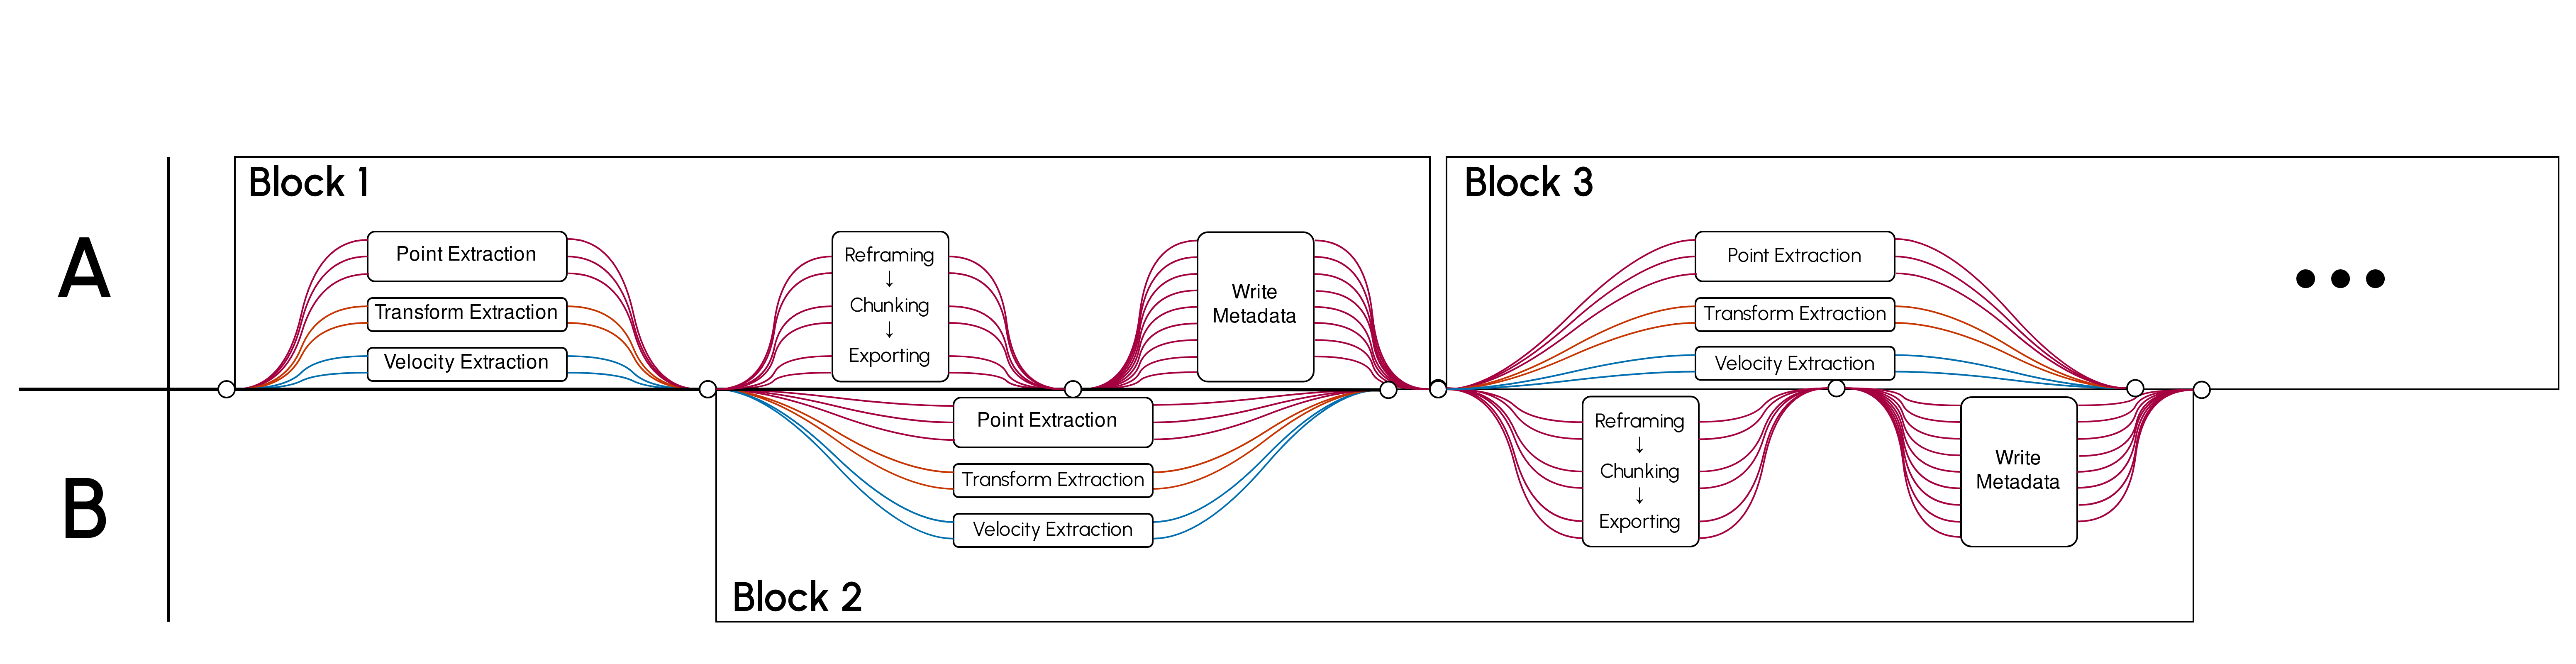 A
B
Block 1
Point Extraction
Transform Extraction
Velocity Extraction
Reframing
↓
Chunking
↓
Exporting
Write
Metadata
Block 2
Point Extraction
Transform Extraction
Velocity Extraction
Reframing
↓
Chunking
↓
Exporting
Write
Metadata
Block 3
Point Extraction
Transform Extraction
Velocity Extraction
•••